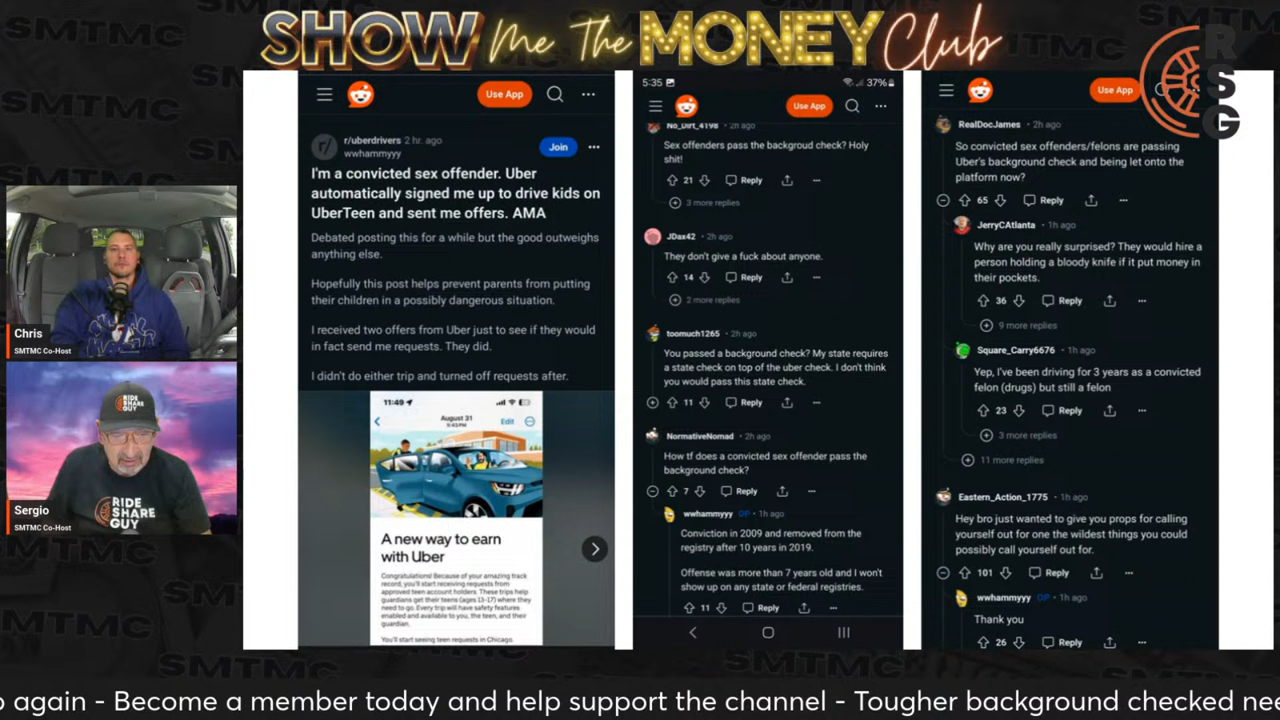 SHOW Me The MONEY Club
RSG
SMTMC
Chris
SMTMC Co-Host
RIDE
SHARE
GUY
RIDE
SHARE
GUY
Sergio
SMTMC Co-Host
Use App
r/uberdrivers 2 hr. ago
wwhammyyy
Join
I'm a convicted sex offender. Uber
automatically signed me up to drive kids on
UberTeen and sent me offers. AMA
Debated posting this for a while but the good outweighs
anything else.
Hopefully this post helps prevent parents from putting
their children in a possibly dangerous situation.
I received two offers from Uber just to see if they would
in fact send me requests. They did.
I didn't do either trip and turned off requests after.
11:49
August 31
5:43 PM
Edit
A new way to earn
with Uber
Congratulations! Because of your amazing track
record, you'll start receiving requests from
approved teen account holders. These trips help
guardians get their teens (ages 13-17) where they
need to go. Every trip will have safety features
enabled and available to you, the teen, and their
guardian.
You'll start seeing teen requests in Chicago
5:35
37%
Use App
No_Dirt_4198 • 2h ago
Sex offenders pass the backgroud check? Holy
shit!
21 Reply
3 more replies
JDax42 • 2h ago
They don't give a fuck about anyone.
14 Reply
2 more replies
toomuch1265 • 2h ago
You passed a background check? My state requires
a state check on top of the uber check. I don't think
you would pass this state check.
11 Reply
NormativeNomad • 2h ago
How tf does a convicted sex offender pass the
background check?
7 Reply
wwhammyyy OP • 1h ago
Conviction in 2009 and removed from the
registry after 10 years in 2019.
Offense was more than 7 years old and I won't
show up on any state or federal registries.
11 Reply
Use App
RealDocJames • 2h ago
So convicted sex offenders/felons are passing
Uber's background check and being let onto the
platform now?
65 Reply
JerryCAtlanta • 1h ago
Why are you really surprised? They would hire a
person holding a bloody knife if it put money in
their pockets.
36 Reply
9 more replies
Square_Carry6676 • 1h ago
Yep, I've been driving for 3 years as a convicted
felon (drugs) but still a felon
23 Reply
3 more replies
11 more replies
Eastern_Action_1775 • 1h ago
Hey bro just wanted to give you props for calling
yourself out for one the wildest things you could
possibly call yourself out for.
101 Reply
wwhammyyy OP • 1h ago
Thank you
26 Reply
o again - Become a member today and help support the channel - Tougher background checked nee